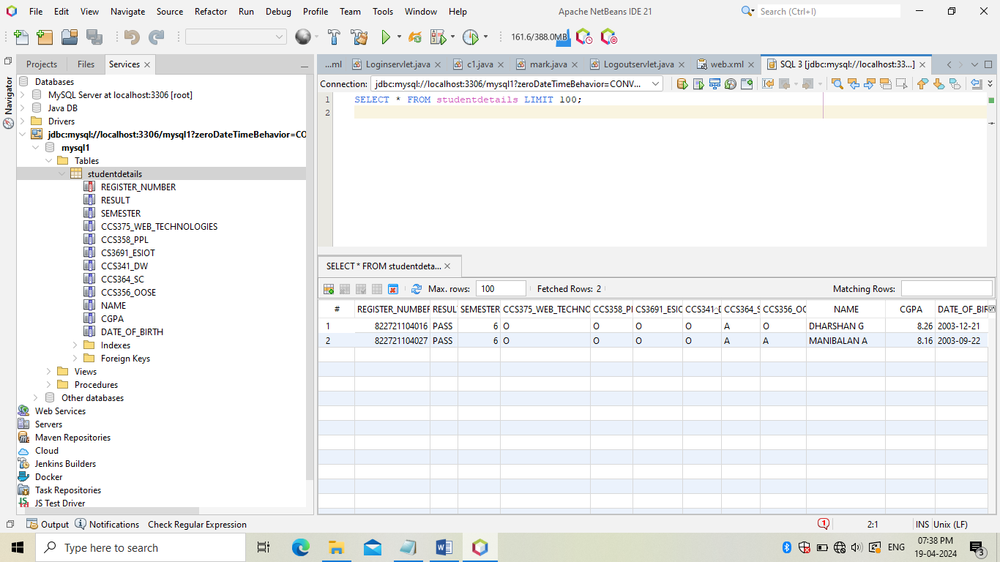 File Edit View Navigate Source Refactor Run Debug Profile Team Tools Window Help Apache NetBeans IDE 21 Search (Ctrl+I)
161.6/388.0MB
Projects Files Services
...ml Loginservlet.java c1.java mark.java Logoutservlet.java web.xml SQL 3 [jdbc:mysql://localhost:33...]
Navigator
Connection: jdbc:mysql://localhost:3306/mysql1?zeroDateTimeBehavior=CONV...
1 SELECT * FROM studentdetails LIMIT 100;
2
Databases
MySQL Server at localhost:3306 [root]
Java DB
Drivers
jdbc:mysql://localhost:3306/mysql1?zeroDateTimeBehavior=CO
mysql1
Tables
studentdetails
REGISTER_NUMBER
RESULT
SEMESTER
CCS375_WEB_TECHNOLOGIES
CCS358_PPL
CS3691_ESIOT
CCS341_DW
CCS364_SC
CCS356_OOSE
NAME
CGPA
DATE_OF_BIRTH
Indexes
Foreign Keys
Views
Procedures
Other databases
Web Services
Servers
Maven Repositories
Cloud
Jenkins Builders
Docker
Task Repositories
JS Test Driver
SELECT * FROM studentdeta...
Max. rows: 100 Fetched Rows: 2 Matching Rows:
# REGISTER_NUMBER RESUL SEMESTER CCS375_WEB_TECHNO CCS358_P CS3691_ESIO CCS341_D CCS364_S CCS356_OO NAME CGPA DATE_OF_BIR
1 822721104016 PASS 6 O O O O A O DHARSHAN G 8.26 2003-12-21
2 822721104027 PASS 6 O O O O A A MANIBALAN A 8.16 2003-09-22
Output Notifications Check Regular Expression 1 2:1 INS Unix (LF)
Type here to search ENG 07:38 PM
19-04-2024 3